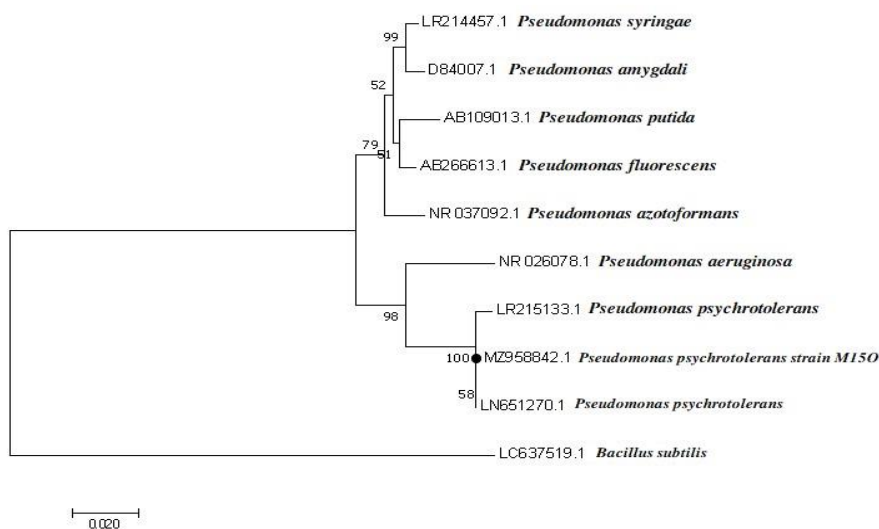 LR214457.1 Pseudomonas syringae
99
D84007.1 Pseudomonas amygdali
52
AB109013.1 Pseudomonas putida
79
51
AB266613.1 Pseudomonas fluorescens
NR 037092.1 Pseudomonas azotoformans
NR 026078.1 Pseudomonas aeruginosa
LR215133.1 Pseudomonas psychrotolerans
98
100 MZ958842.1 Pseudomonas psychrotolerans strain M15O
58
LN651270.1 Pseudomonas psychrotolerans
LC637519.1 Bacillus subtilis
0.020